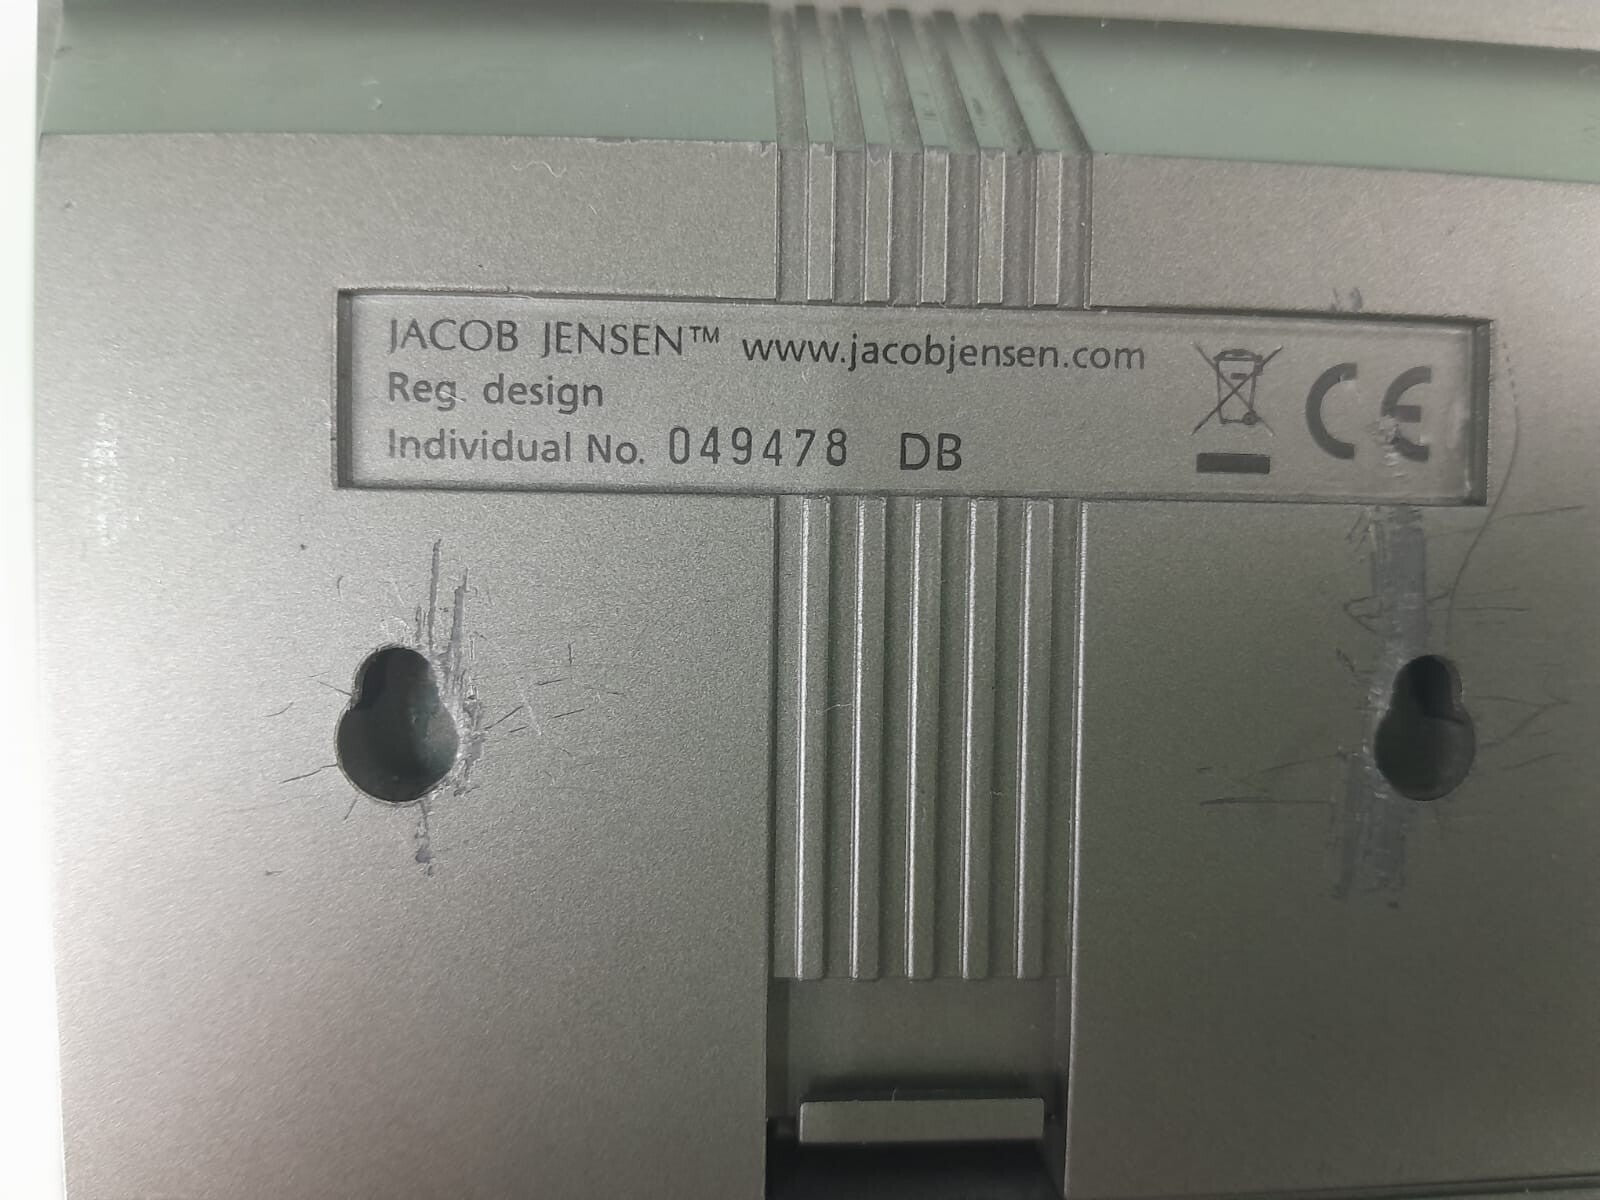 JACOB JENSEN™ www.jacobjensen.com
Reg. design
Individual No. 049478 DB
CE